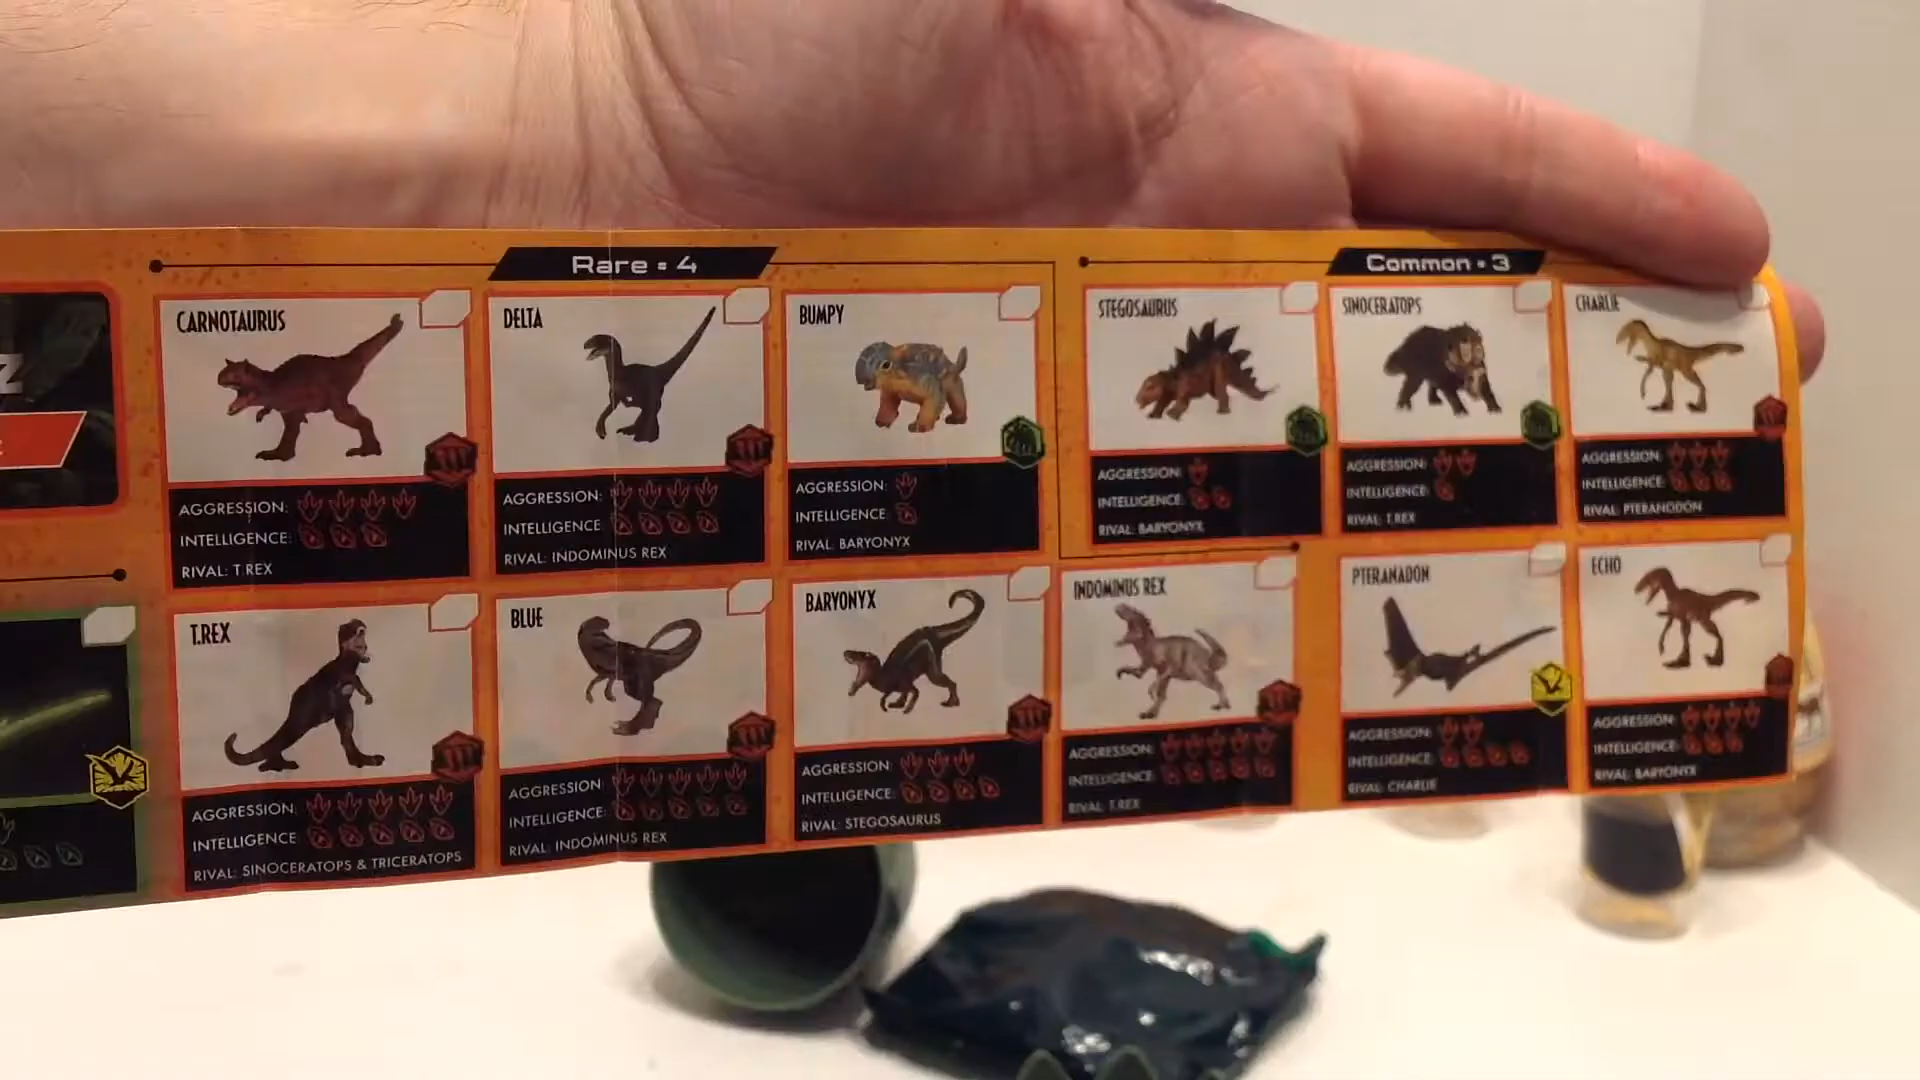 Rare • 4
CARNOTAURUS
AGGRESSION:
INTELLIGENCE:
RIVAL: T.REX
DELTA
AGGRESSION:
INTELLIGENCE:
RIVAL: INDOMINUS REX
BUMPY
AGGRESSION:
INTELLIGENCE:
RIVAL: BARYONYX
T.REX
AGGRESSION:
INTELLIGENCE:
RIVAL: SINOCERATOPS & TRICERATOPS
BLUE
AGGRESSION:
INTELLIGENCE:
RIVAL: INDOMINUS REX
BARYONYX
AGGRESSION:
INTELLIGENCE:
RIVAL: STEGOSAURUS
INDOMINUS REX
AGGRESSION:
INTELLIGENCE:
RIVAL: T.REX
Common • 3
STEGOSAURUS
AGGRESSION:
INTELLIGENCE:
RIVAL: BARYONYX
SINOCERATOPS
AGGRESSION:
INTELLIGENCE:
RIVAL: T.REX
CHARLIE
AGGRESSION:
INTELLIGENCE:
RIVAL: PTERANODON
PTERANADON
AGGRESSION:
INTELLIGENCE:
RIVAL: CHARLIE
ECHO
AGGRESSION:
INTELLIGENCE:
RIVAL: BARYONYX